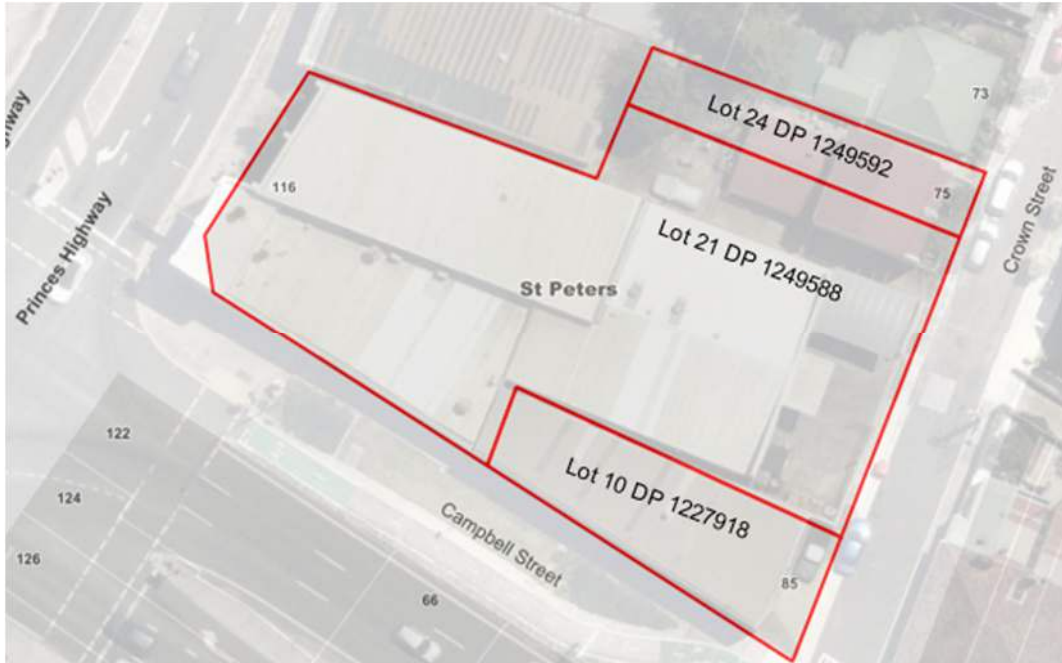 73
Lot 24 DP 1249592
75
116
Lot 21 DP 1249588
Crown Street
St Peters
Princes Highway
122
Lot 10 DP 1227918
124
Campbell Street
126
85
66